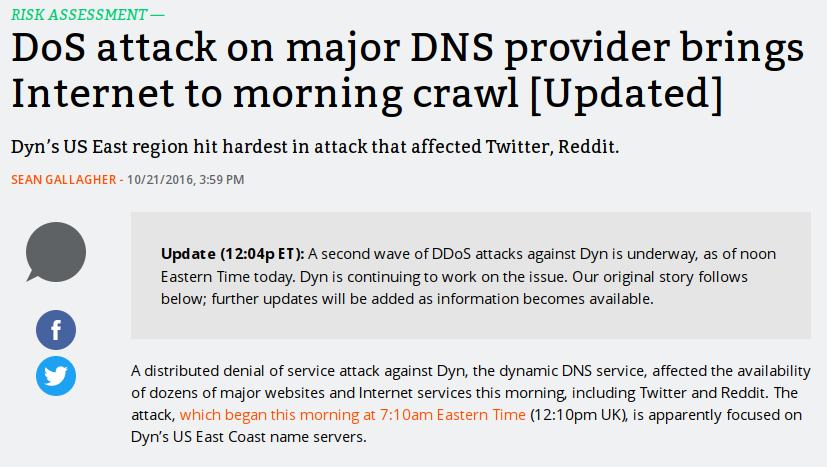 RISK ASSESSMENT —
DoS attack on major DNS provider brings
Internet to morning crawl [Updated]
Dyn’s US East region hit hardest in attack that affected Twitter, Reddit.
SEAN GALLAGHER - 10/21/2016, 3:59 PM
Update (12:04p ET): A second wave of DDoS attacks against Dyn is underway, as of noon
Eastern Time today. Dyn is continuing to work on the issue. Our original story follows
below; further updates will be added as information becomes available.
A distributed denial of service attack against Dyn, the dynamic DNS service, affected the availability
of dozens of major websites and Internet services this morning, including Twitter and Reddit. The
attack, which began this morning at 7:10am Eastern Time (12:10pm UK), is apparently focused on
Dyn’s US East Coast name servers.